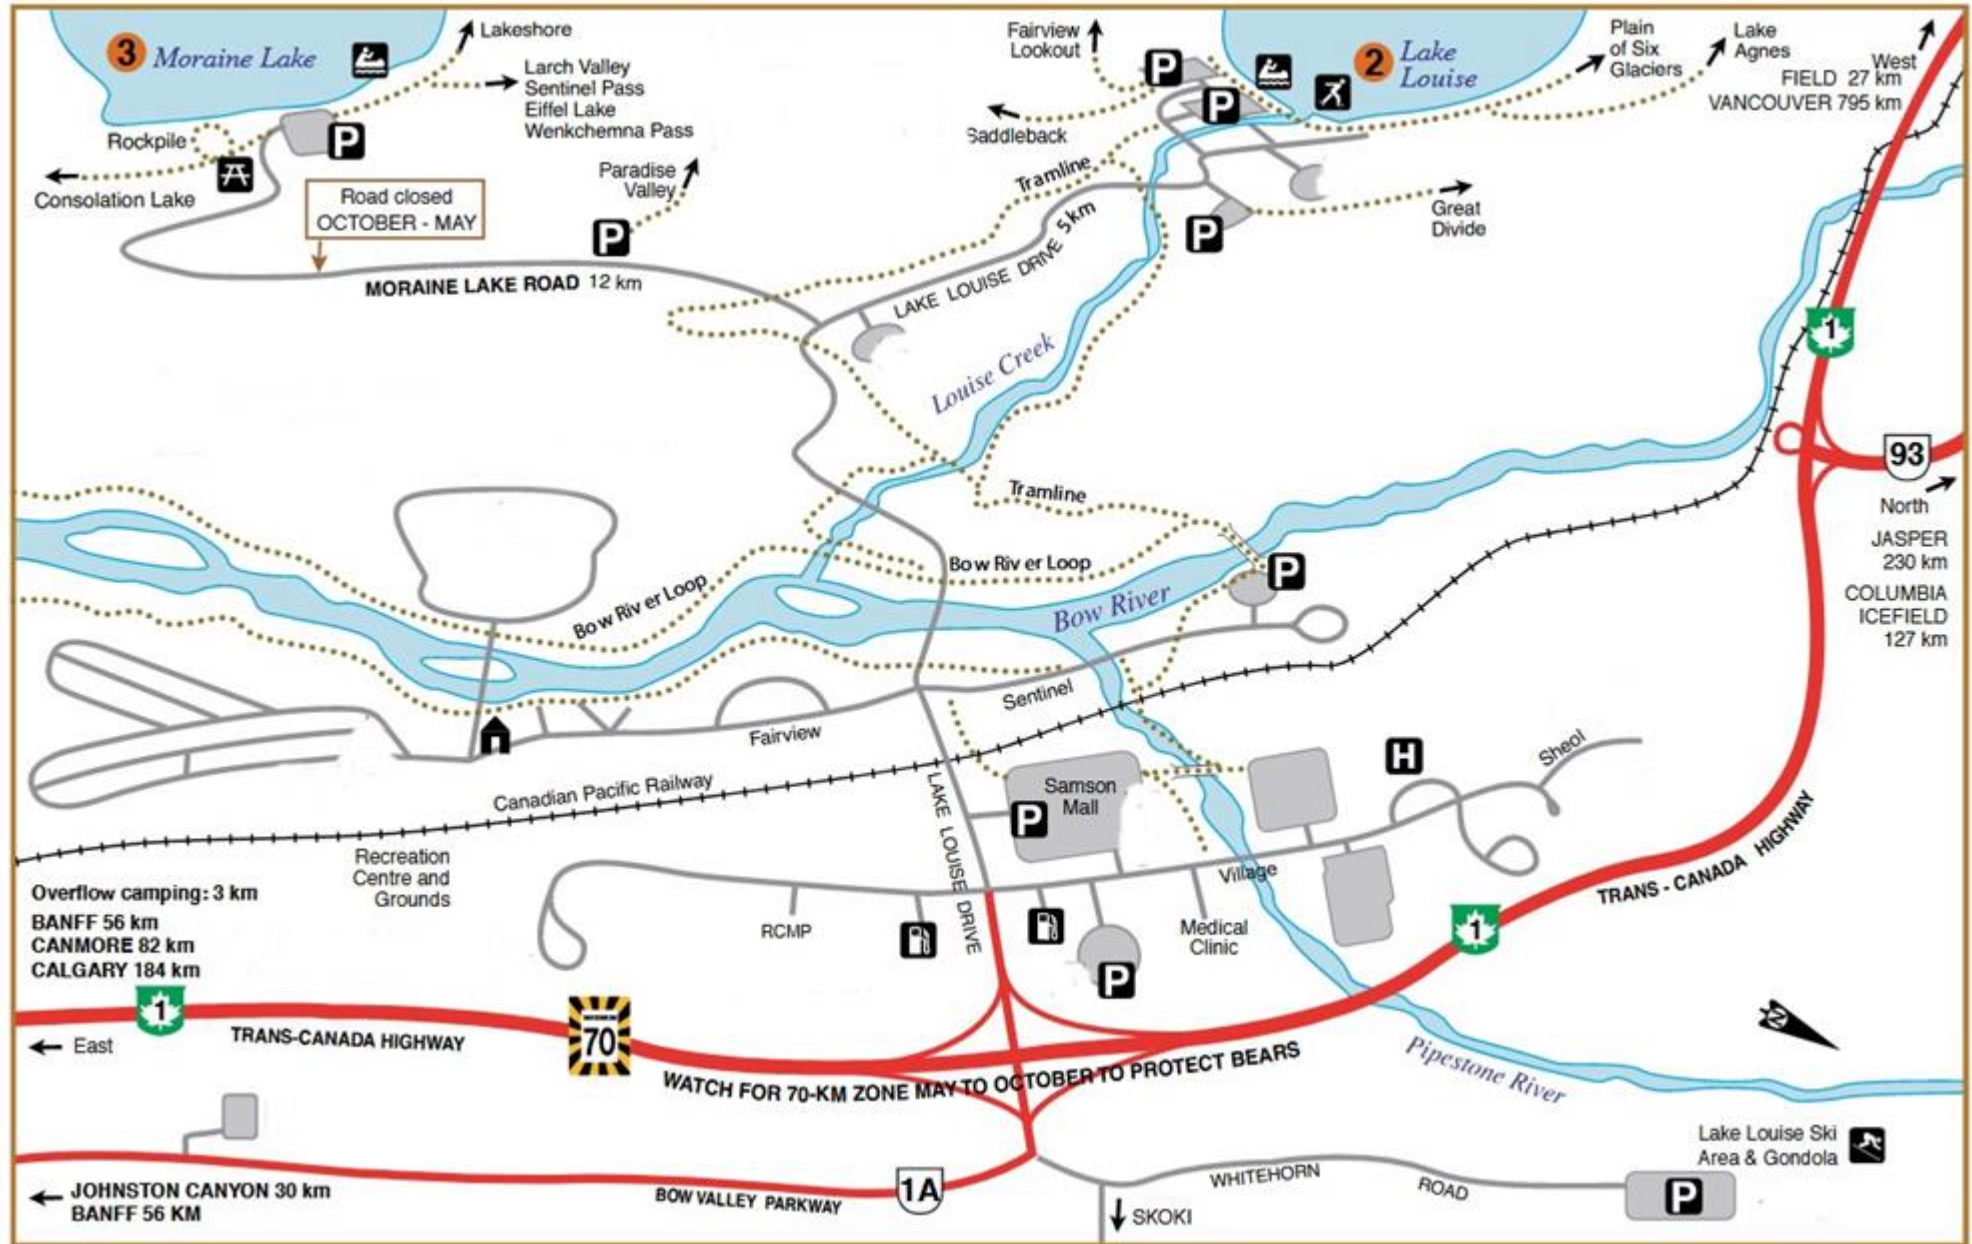 3 Moraine Lake
Lakeshore
Larch Valley
Sentinel Pass
Eiffel Lake
Wenkchemna Pass
Rockpile
P
Consolation Lake
Road closed
OCTOBER - MAY
Paradise
Valley
P
MORAINE LAKE ROAD 12 km
Fairview
Lookout
P
P
2 Lake
Louise
Plain
of Six
Glaciers
Lake
Agnes
West
FIELD 27 km
VANCOUVER 795 km
Saddleback
Tramline
Great
Divide
P
LAKE LOUISE DRIVE 5 km
Louise Creek
1
93
North
JASPER
230 km
COLUMBIA
ICEFIELD
127 km
Tramline
Bow River Loop
P
Bow River Loop
Bow River
Sentinel
Fairview
Canadian Pacific Railway
LAKE LOUISE DRIVE
Samson
Mall
P
H
Sheol
Recreation
Centre and
Grounds
Village
RCMP
Medical
Clinic
P
TRANS - CANADA HIGHWAY
1
Overflow camping: 3 km
BANFF 56 km
CANMORE 82 km
CALGARY 184 km
1
East
TRANS-CANADA HIGHWAY
MAXIMUM
70
WATCH FOR 70-KM ZONE MAY TO OCTOBER TO PROTECT BEARS
N
Pipestone River
Lake Louise Ski
Area & Gondola
P
WHITEHORN ROAD
SKOKI
1A
BOW VALLEY PARKWAY
JOHNSTON CANYON 30 km
BANFF 56 KM